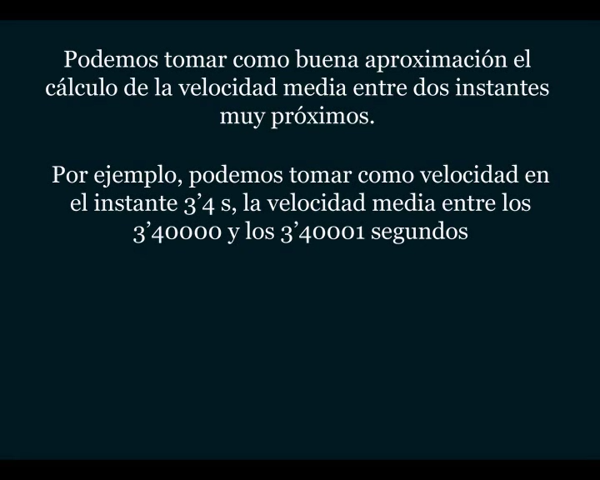 Podemos tomar como buena aproximación el
cálculo de la velocidad media entre dos instantes
muy próximos.
Por ejemplo, podemos tomar como velocidad en
el instante 3’4 s, la velocidad media entre los
3’40000 y los 3’40001 segundos